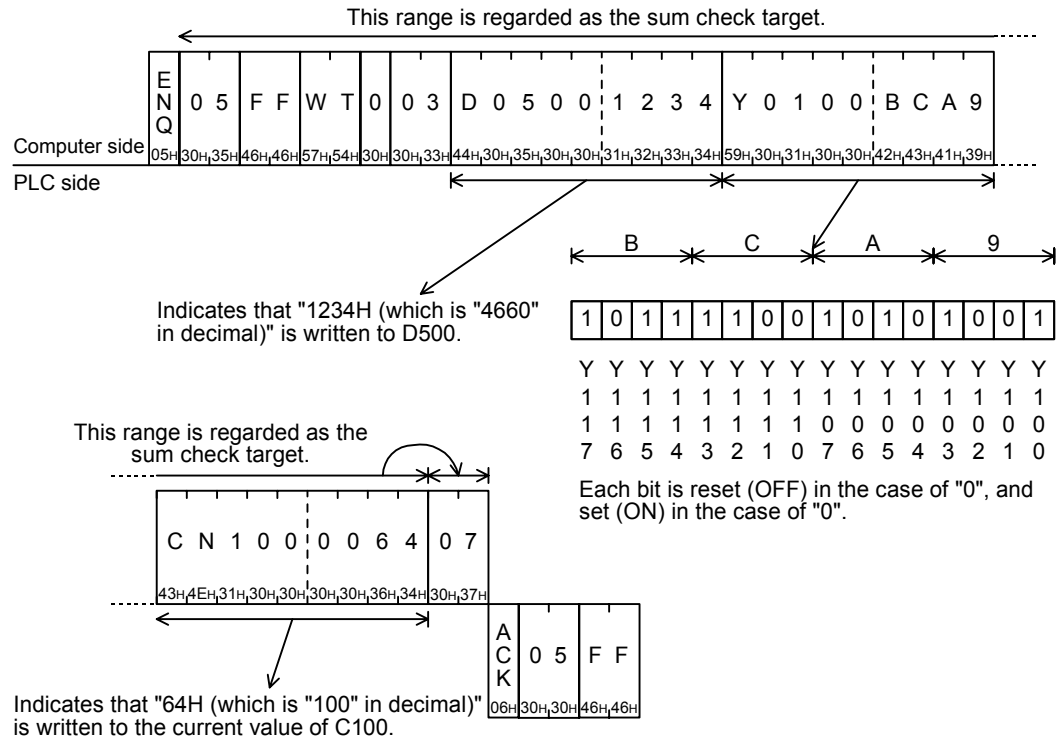 This range is regarded as the sum check target.
E
N
Q
0 5 F F W T 0 0 3 D 0 5 0 0 1 2 3 4 Y 0 1 0 0 B C A 9
Computer side
05H 30H,35H 46H,46H 57H,54H 30H 30H,33H 44H,30H,35H,30H,30H,31H,32H,33H,34H 59H,30H,31H,30H,30H,42H,43H,41H,39H
PLC side
B C A 9
Indicates that "1234H (which is "4660"
in decimal)" is written to D500.
1 0 1 1 1 1 0 0 1 0 1 0 1 0 0 1
Y Y Y Y Y Y Y Y Y Y Y Y Y Y Y Y
1 1 1 1 1 1 1 1 1 1 1 1 1 1 1 1
1 1 1 1 1 1 1 1 0 0 0 0 0 0 0 0
7 6 5 4 3 2 1 0 7 6 5 4 3 2 1 0
Each bit is reset (OFF) in the case of "0", and
set (ON) in the case of "0".
This range is regarded as the
sum check target.
C N 1 0 0 0 0 6 4 0 7
43H,4EH,31H,30H,30H,30H,30H,36H,34H 30H,37H
A
C
K
0 5 F F
06H 30H,30H 46H,46H
Indicates that "64H (which is "100" in decimal)"
is written to the current value of C100.